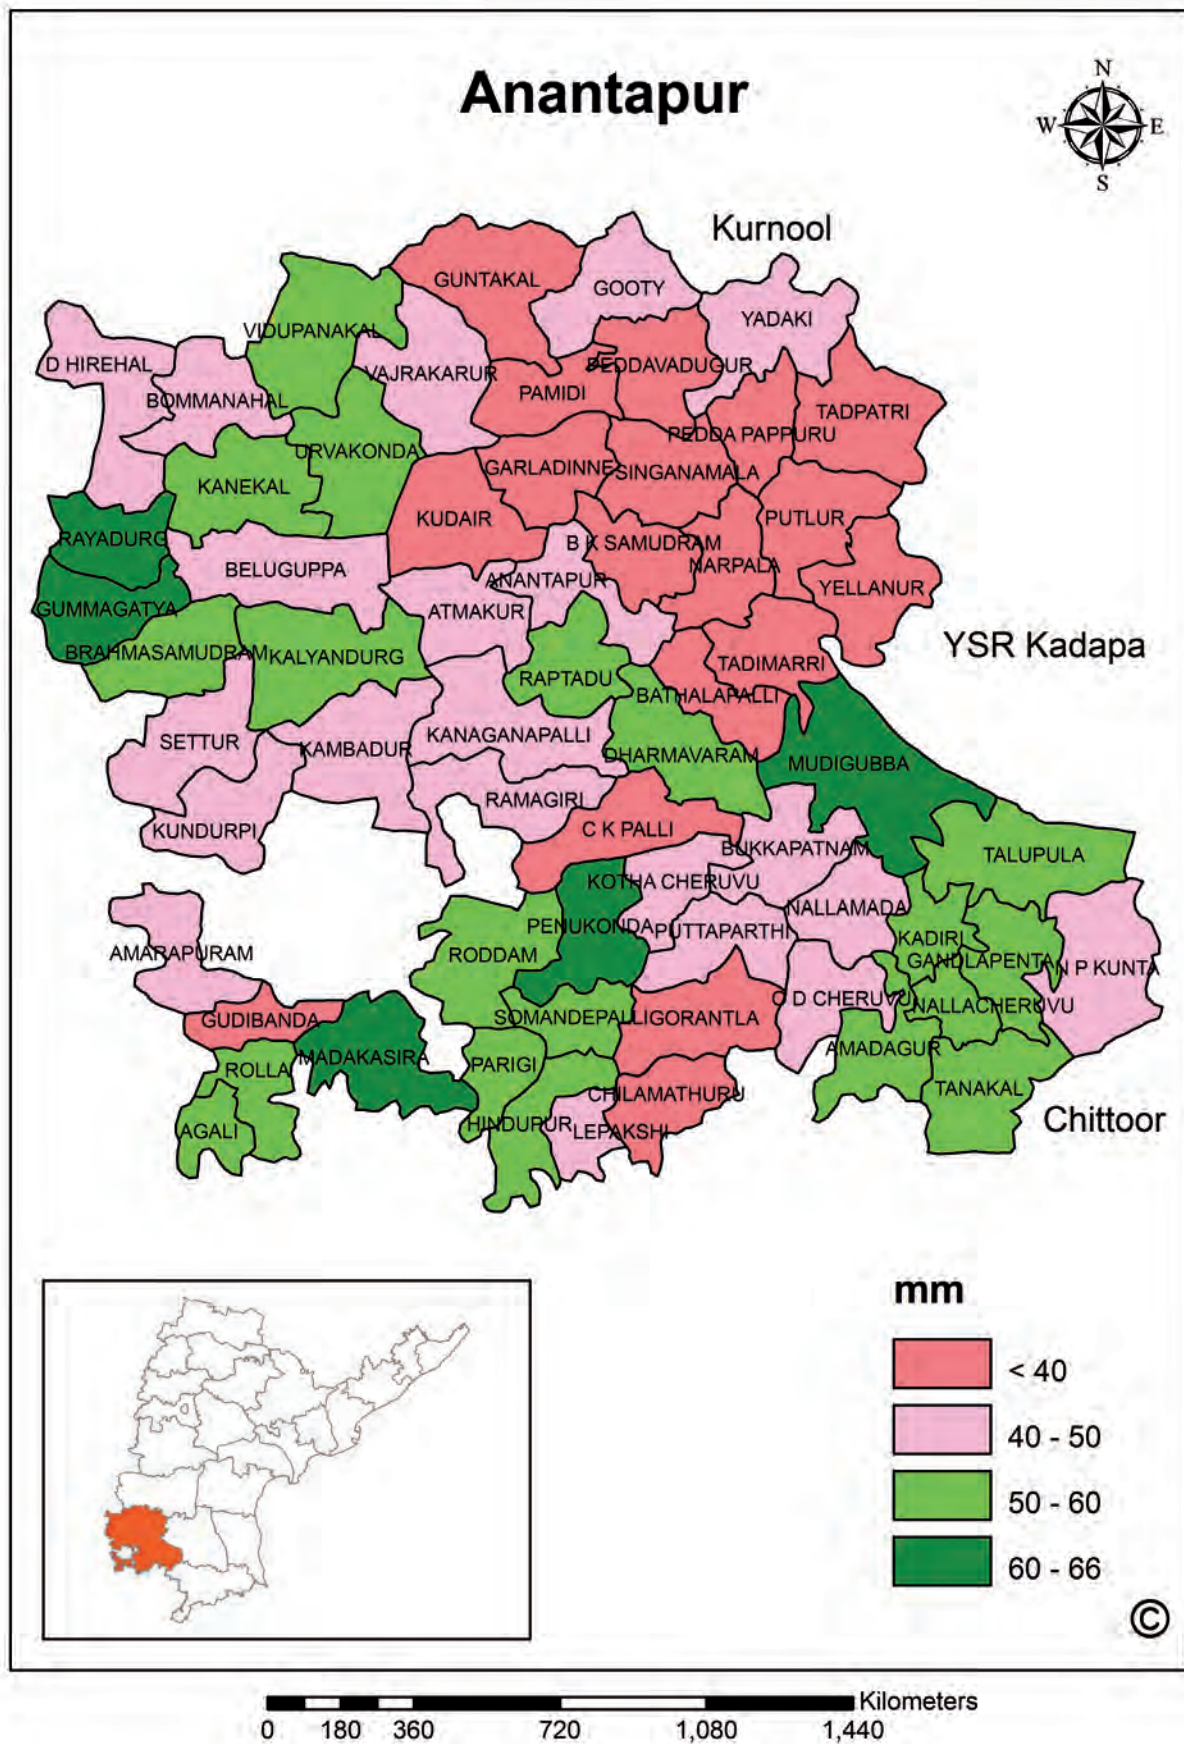 Anantapur
N
W E
S
Kurnool
GUNTAKAL
GOOTY
YADAKI
VIDUPANAKAL
D HIREHAL
VAJRAKARUR
PEDDAVADUGUR
BOMMANAHAL
PAMIDI
TADPATRI
PEDDA PAPPURU
URVAKONDA
GARLADINNE
SINGANAMALA
KANEKAL
KUDAIR
PUTLUR
RAYADURG
B K SAMUDRAM
NARPALA
BELUGUPPA
ANANTAPUR
YELLANUR
GUMMAGATYA
ATMAKUR
YSR Kadapa
BRAHMASAMUDRAM
KALYANDURG
TADIMARRI
RAPTADU
BATHALAPALLI
SETTUR
KAMBADUR
KANAGANAPALLI
DHARMAVARAM
MUDIGUBBA
RAMAGIRI
KUNDURPI
C K PALLI
BUKKAPATNAM
TALUPULA
KOTHA CHERUVU
NALLAMADA
PENUKONDA
PUTTAPARTHI
KADIRI
AMARAPURAM
RODDAM
GANDLAPENTA
N P KUNTA
O D CHERUVU
NALLACHERUVU
GUDIBANDA
SOMANDEPALLI
GORANTLA
MADAKASIRA
AMADAGUR
ROLLA
PARIGI
TANAKAL
CHILAMATHURU
Chittoor
AGALI
HINDUPUR
LEPAKSHI
mm
< 40
40 - 50
50 - 60
60 - 66
©
Kilometers
0 180 360 720 1,080 1,440